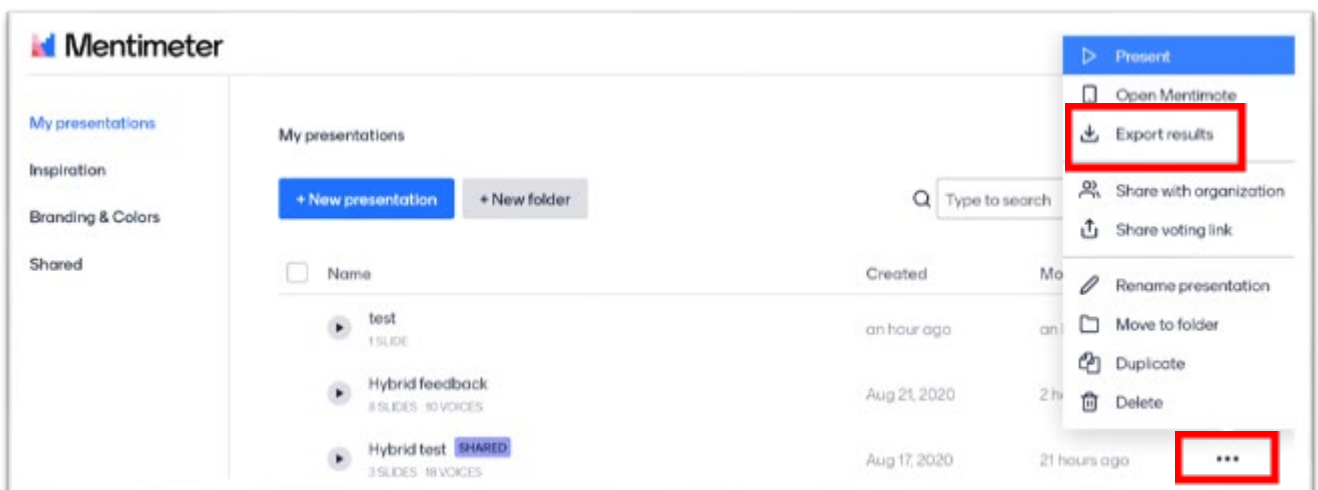 Mentimeter
My presentations
Inspiration
Branding & Colors
Shared
My presentations
+ New presentation
+ New folder
Type to search
Name
Created
Mo
test
an hour ago
an
1 SLIDE
Hybrid feedback
Aug 21, 2020
2 h
8 SLIDES 10 VOICES
Hybrid test SHARED
Aug 17, 2020
21 hours ago
•••
3 SLIDES 18 VOICES
Present
Open Mentimote
Export results
Share with organization
Share voting link
Rename presentation
Move to folder
Duplicate
Delete